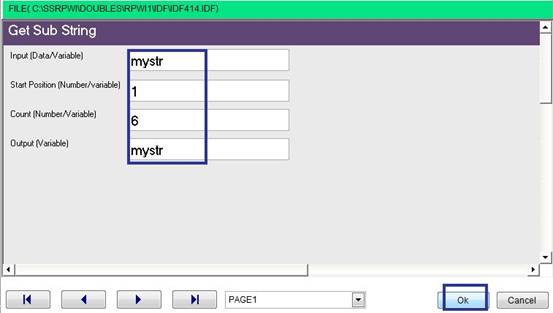 FILE( C:\SSRPWI\DOUBLES\RPWI1\IDF\IDF414.IDF)
Get Sub String
Input (Data/Variable) mystr
Start Position (Number/variable) 1
Count (Number/Variable) 6
Output (Variable) mystr
PAGE1 Ok Cancel